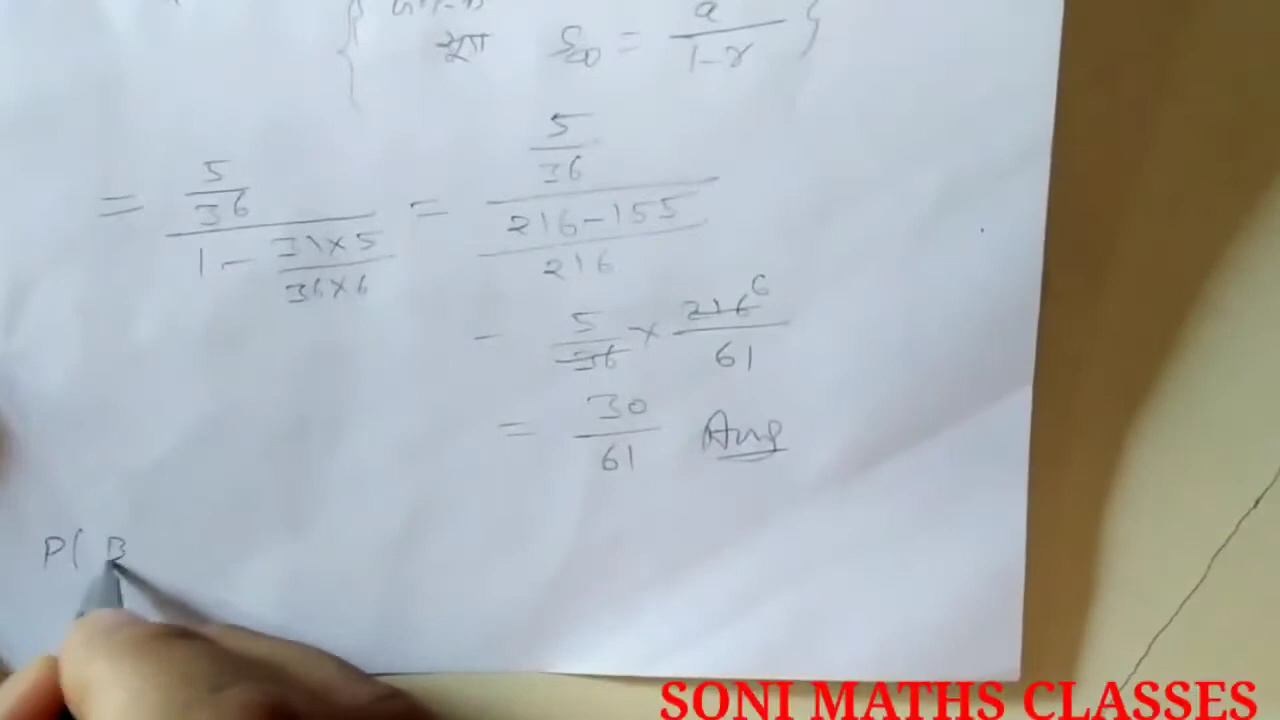 सूत्र S∞ = a/(1-r) }
= (5/36)/(1 - (31×5)/(36×6)) = (5/36)/((216-155)/216)
- 5/36 × 216 6/61
= 30/61 Ans
P( B
SONI MATHS CLASSES